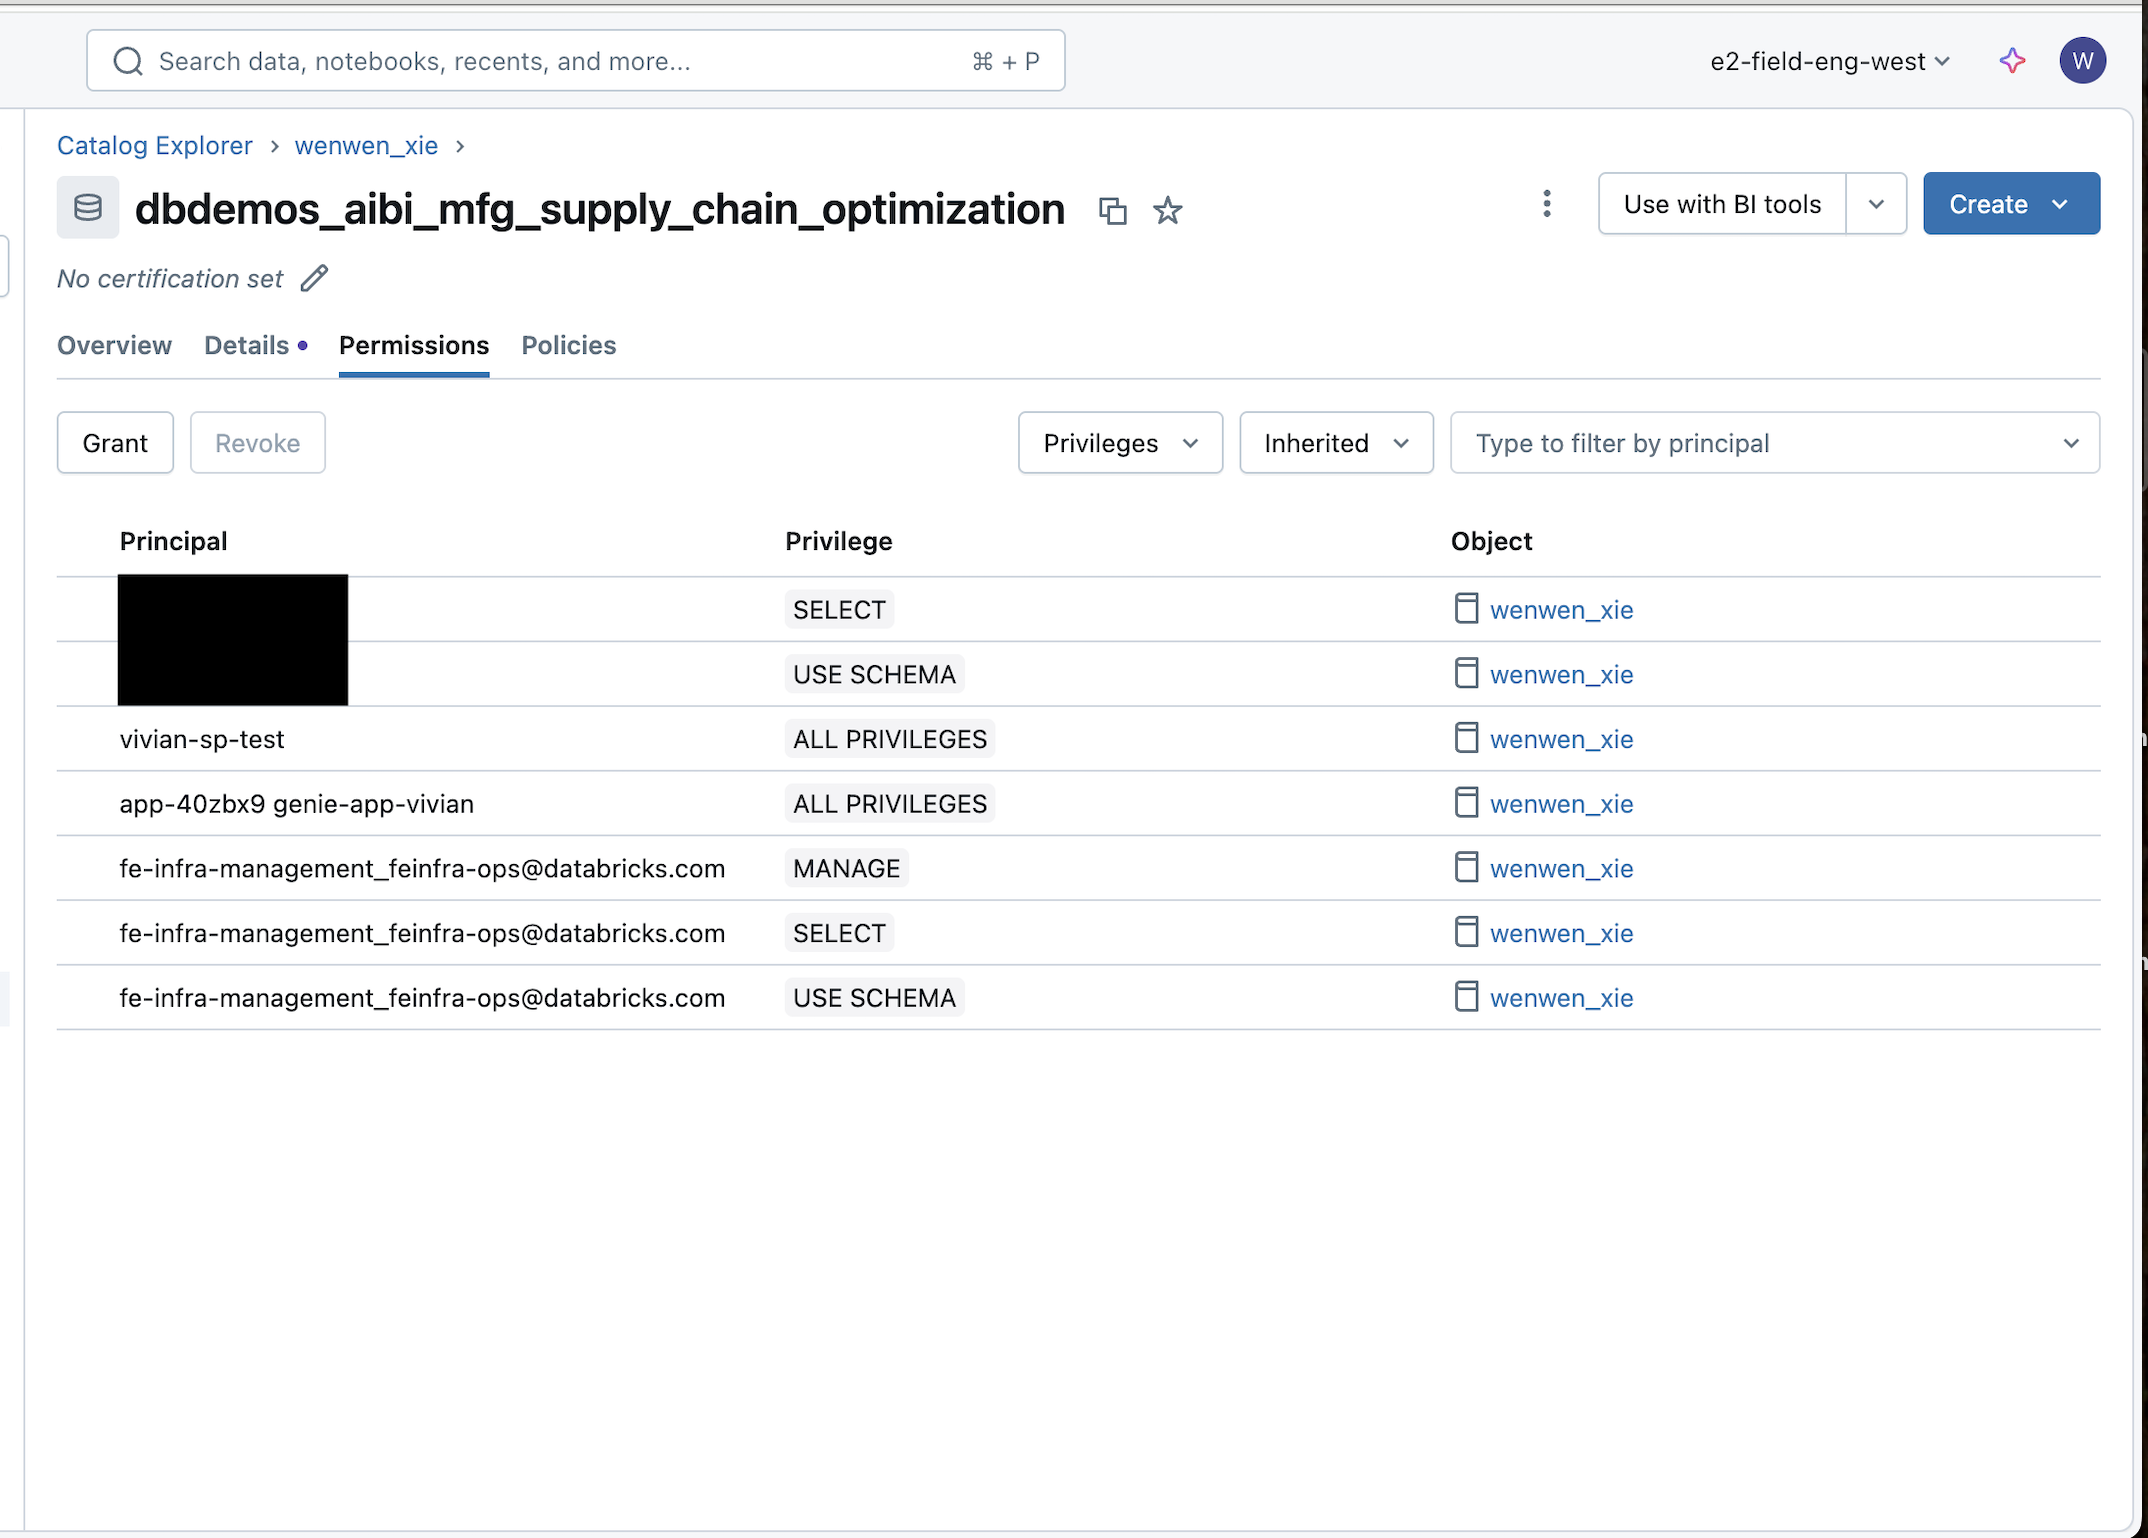 Search data, notebooks, recents, and more... ⌘ + P
e2-field-eng-west
W
Catalog Explorer > wenwen_xie >
dbdemos_aibi_mfg_supply_chain_optimization
Use with BI tools
Create
No certification set
Overview Details • Permissions Policies
Grant Revoke Privileges Inherited Type to filter by principal
Principal Privilege Object
SELECT wenwen_xie
USE SCHEMA wenwen_xie
vivian-sp-test ALL PRIVILEGES wenwen_xie
app-40zbx9 genie-app-vivian ALL PRIVILEGES wenwen_xie
fe-infra-management_feinfra-ops@databricks.com MANAGE wenwen_xie
fe-infra-management_feinfra-ops@databricks.com SELECT wenwen_xie
fe-infra-management_feinfra-ops@databricks.com USE SCHEMA wenwen_xie